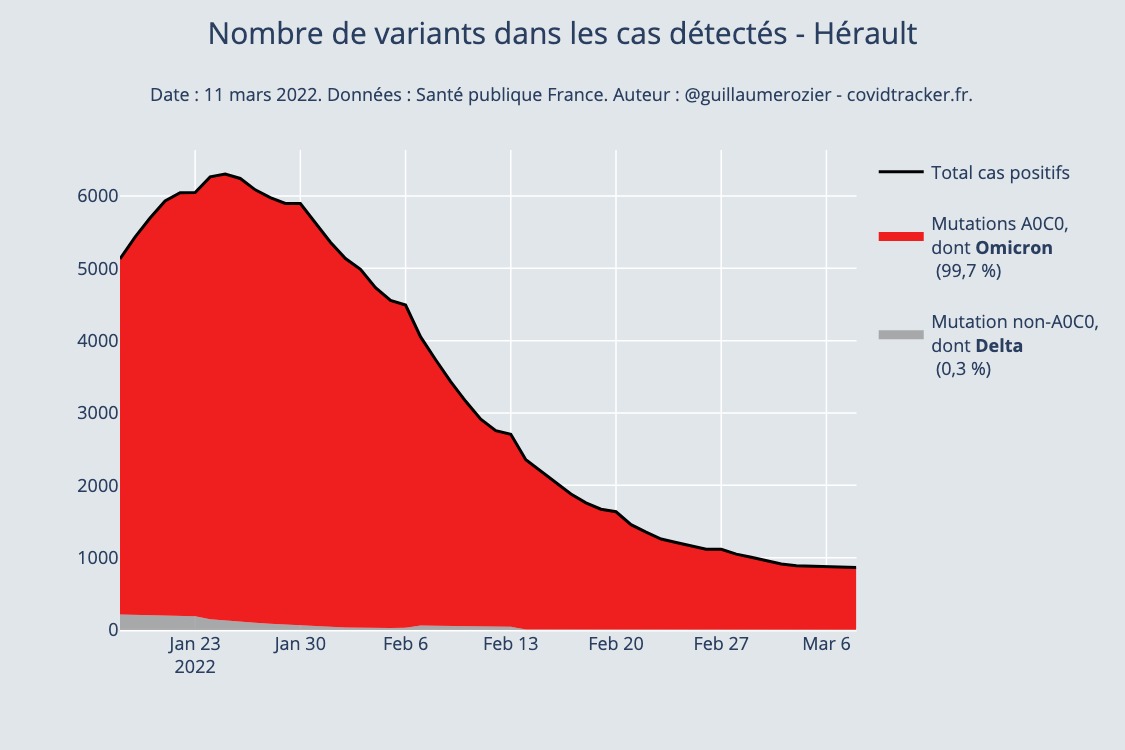 Nombre de variants dans les cas détectés - Hérault
Date : 11 mars 2022. Données : Santé publique France. Auteur : @guillaumerozier - covidtracker.fr.
6000
5000
4000
3000
2000
1000
0
Jan 23
2022
Jan 30
Feb 6
Feb 13
Feb 20
Feb 27
Mar 6
Total cas positifs
Mutations A0C0,
dont Omicron
(99,7 %)
Mutation non-A0C0,
dont Delta
(0,3 %)